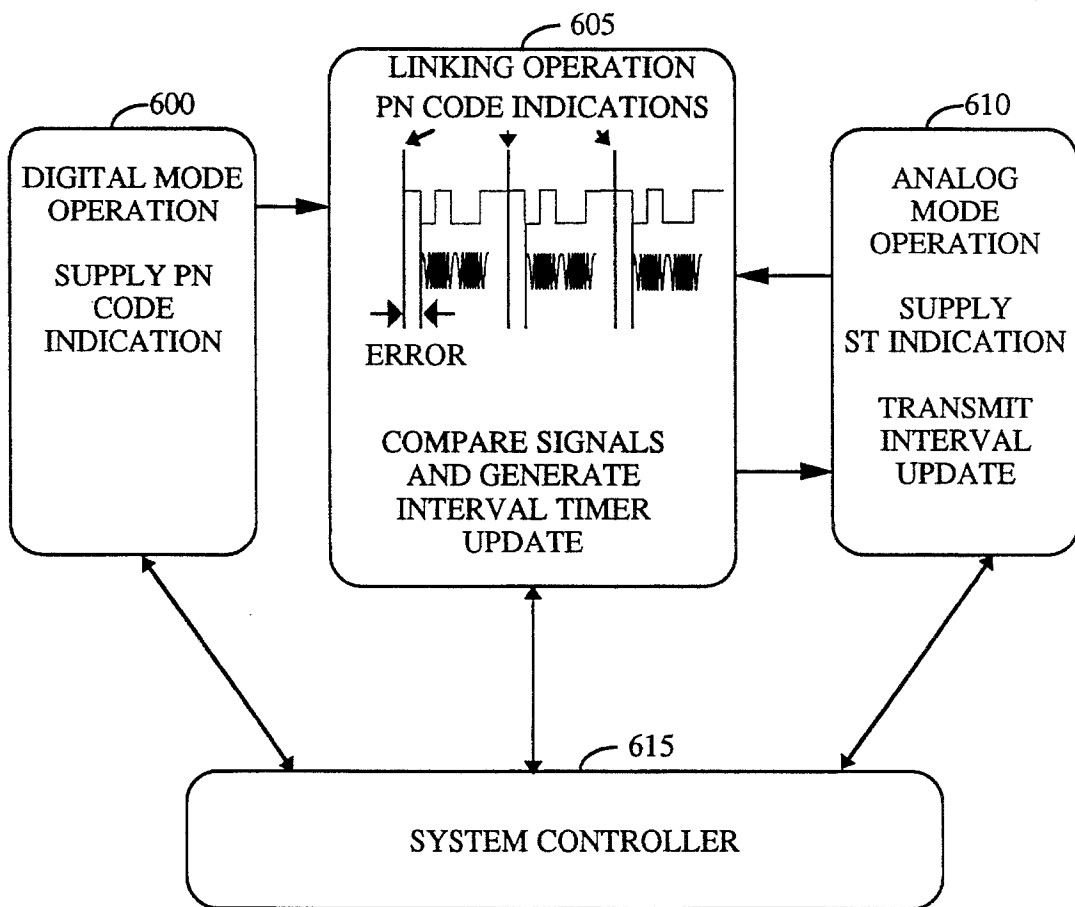 605
LINKING OPERATION
PN CODE INDICATIONS
ERROR
COMPARE SIGNALS
AND GENERATE
INTERVAL TIMER
UPDATE
600
DIGITAL MODE
OPERATION
SUPPLY PN
CODE
INDICATION
610
ANALOG
MODE
OPERATION
SUPPLY
ST INDICATION
TRANSMIT
INTERVAL
UPDATE
615
SYSTEM CONTROLLER